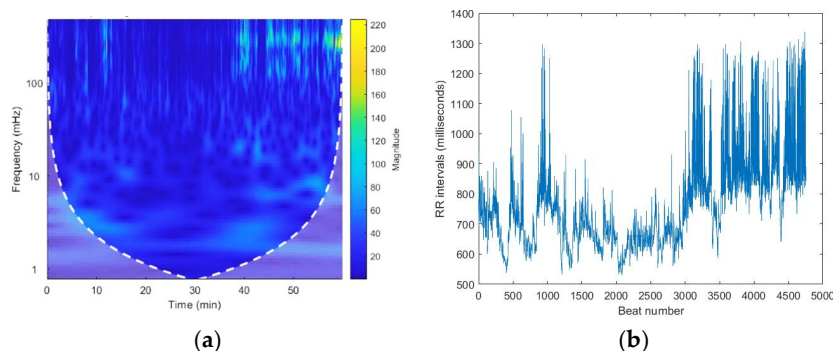 220
200
180
160
140
120
100
80
60
40
20
Magnitude
100
10
1
Frequency (mHz)
0 10 20 30 40 50
Time (min)
(a)
1400
1300
1200
1100
1000
900
800
700
600
500
RR intervals (milliseconds)
0 500 1000 1500 2000 2500 3000 3500 4000 4500 5000
Beat number
(b)